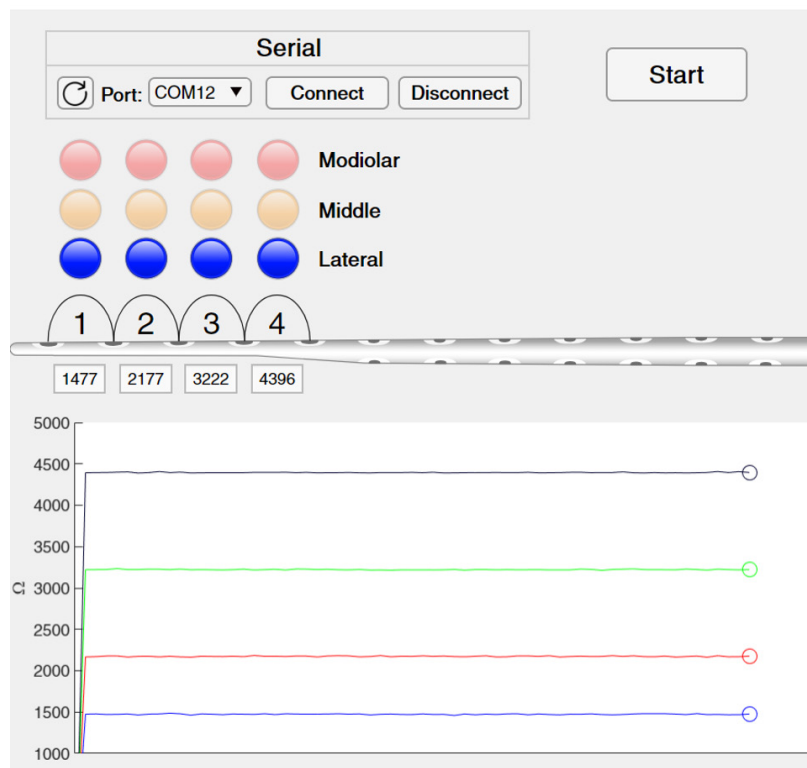 Serial
Start
Port: COM12 ▼ Connect Disconnect
Modiolar
Middle
Lateral
1 2 3 4
1477 2177 3222 4396
5000
4500
4000
3500
3000
Ω
2500
2000
1500
1000